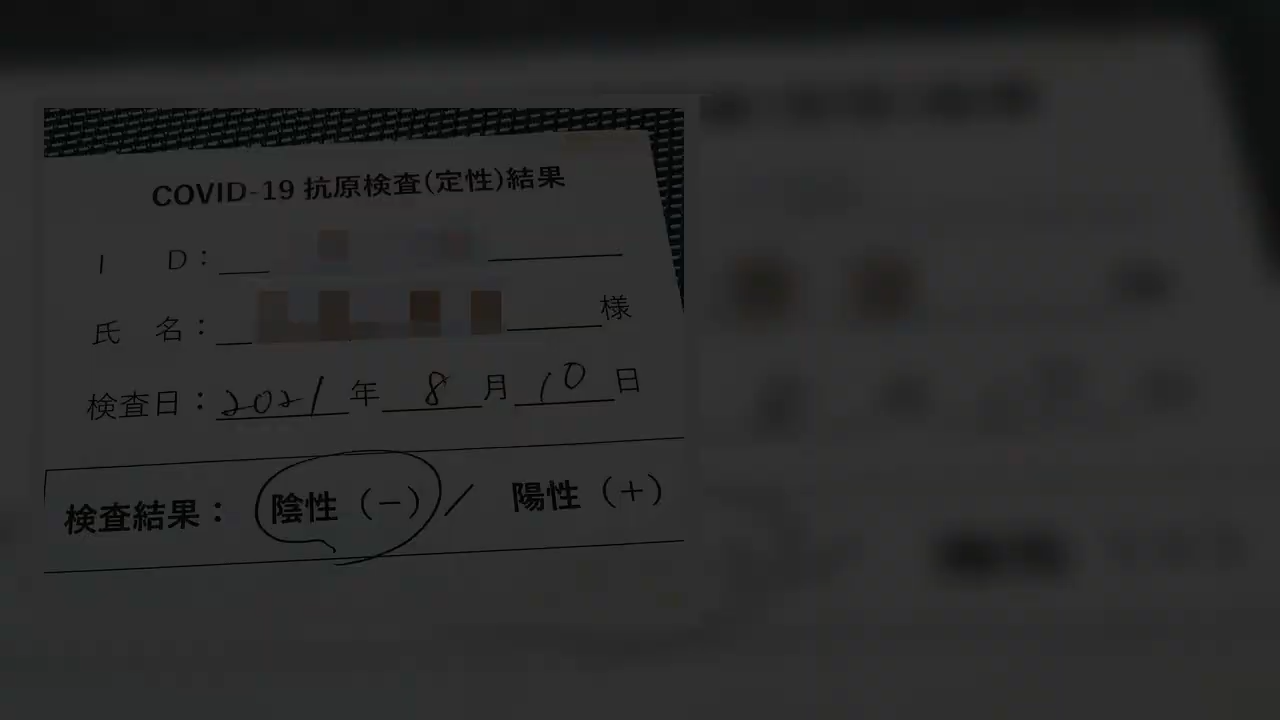 COVID-19 抗原検査(定性)結果
I D：
氏 名： 様
検査日：2021年 8月 10日
検査結果： 陰性（－）／ 陽性（＋）